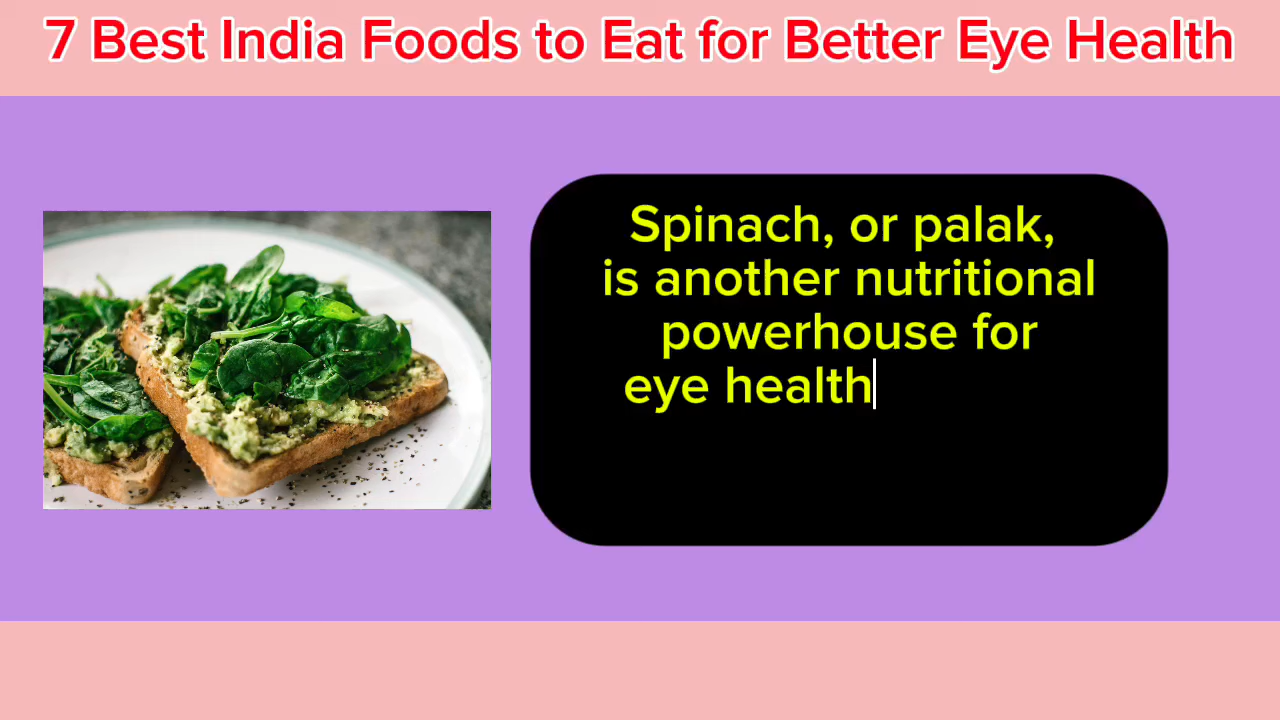 7 Best India Foods to Eat for Better Eye Health
Spinach, or palak,
is another nutritional
powerhouse for
eye health